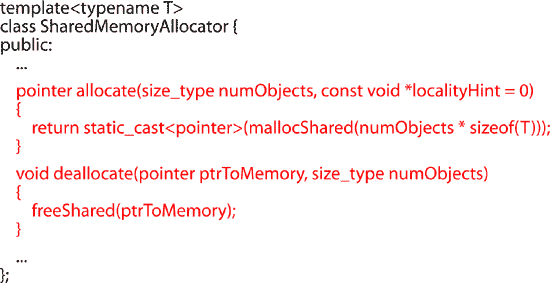 template<typename T>
class SharedMemoryAllocator {
public:
...
pointer allocate(size_type numObjects, const void *localityHint = 0)
{
return static_cast<pointer>(mallocShared(numObjects * sizeof(T)));
}
void deallocate(pointer ptrToMemory, size_type numObjects)
{
freeShared(ptrToMemory);
}
...
};